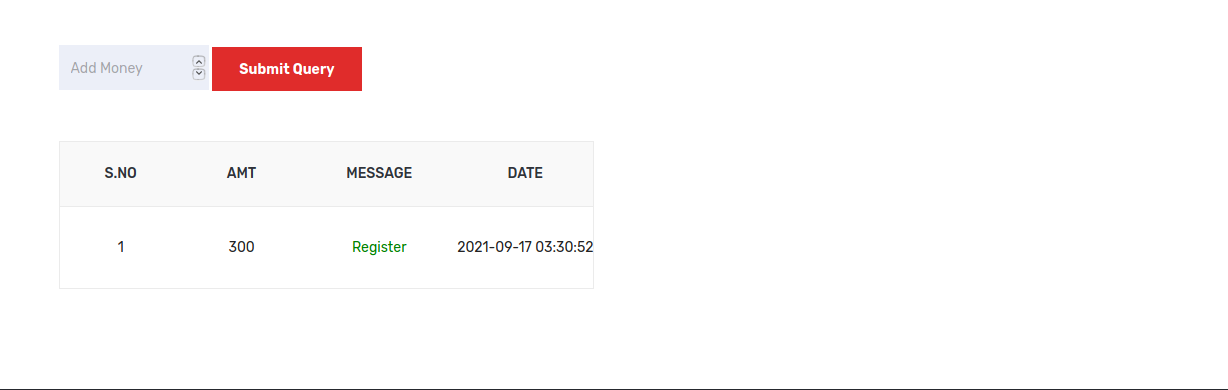 Add Money Submit Query
S.NO AMT MESSAGE DATE
1 300 Register 2021-09-17 03:30:52